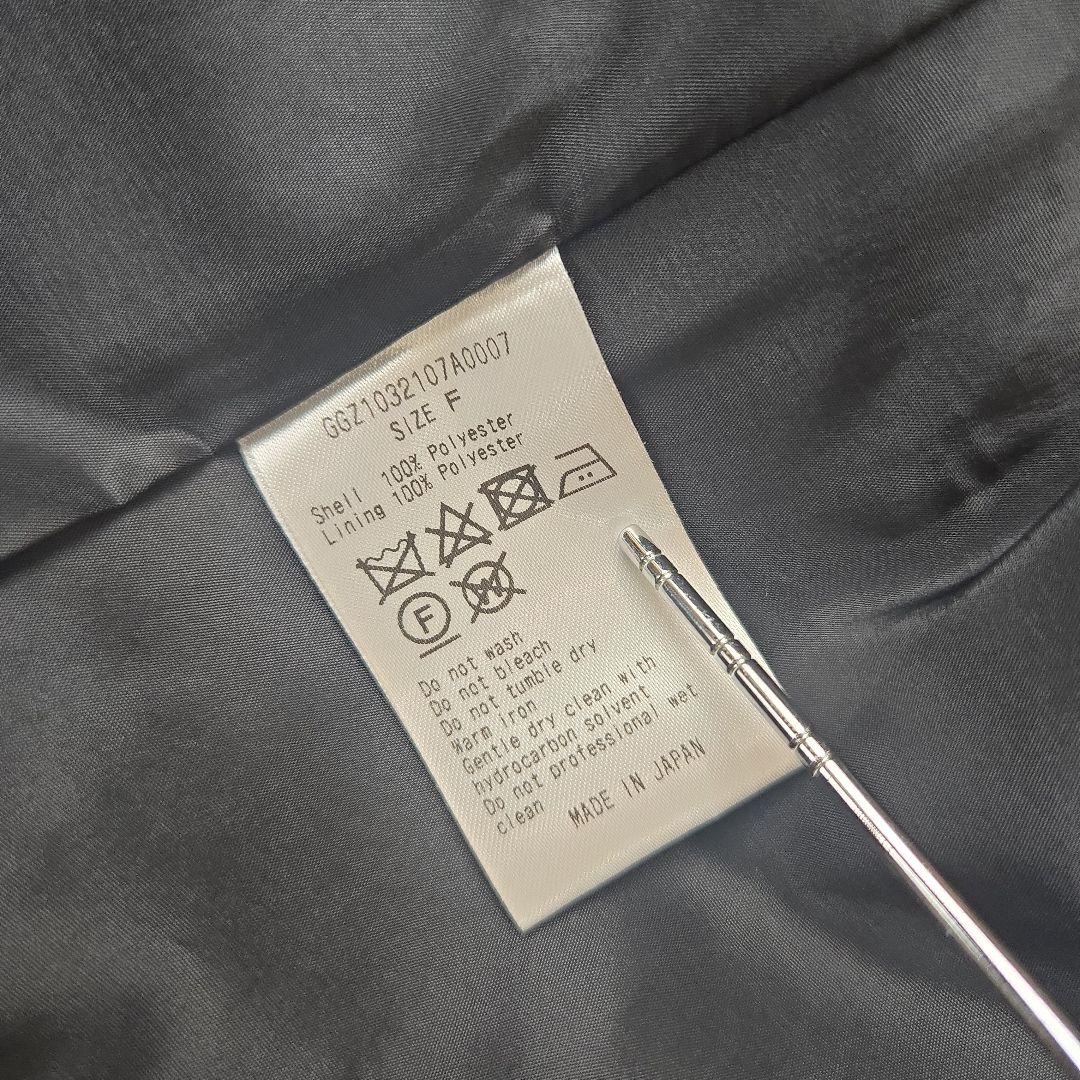 GGZ1032107A0007
SIZE F
Shell 100% Polyester
Lining 100% Polyester
F W
Do not wash
Do not bleach
Do not tumble dry
Warm iron
Gentle dry clean with
hydrocarbon solvent
Do not professional wet
clean
MADE IN JAPAN